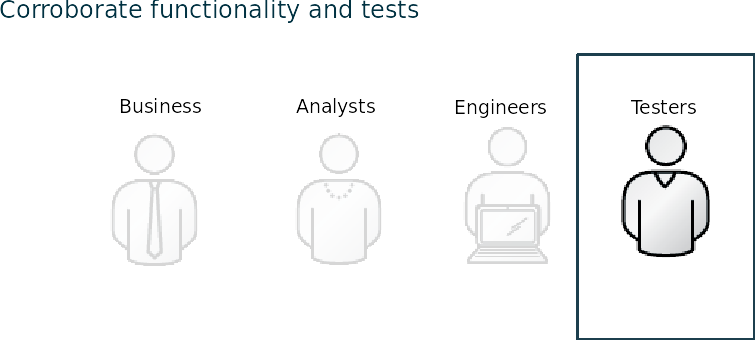 Corroborate functionality and tests
Business
Analysts
Engineers
Testers